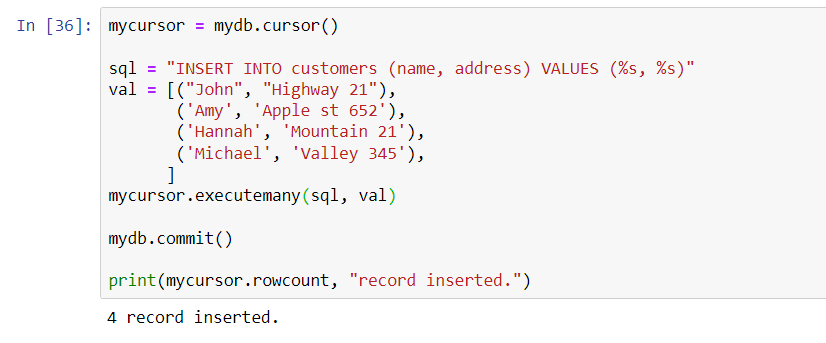 In [36]: mycursor = mydb.cursor()
sql = "INSERT INTO customers (name, address) VALUES (%s, %s)"
val = [("John", "Highway 21"),
('Amy', 'Apple st 652'),
('Hannah', 'Mountain 21'),
('Michael', 'Valley 345'),
]
mycursor.executemany(sql, val)
mydb.commit()
print(mycursor.rowcount, "record inserted.")
4 record inserted.